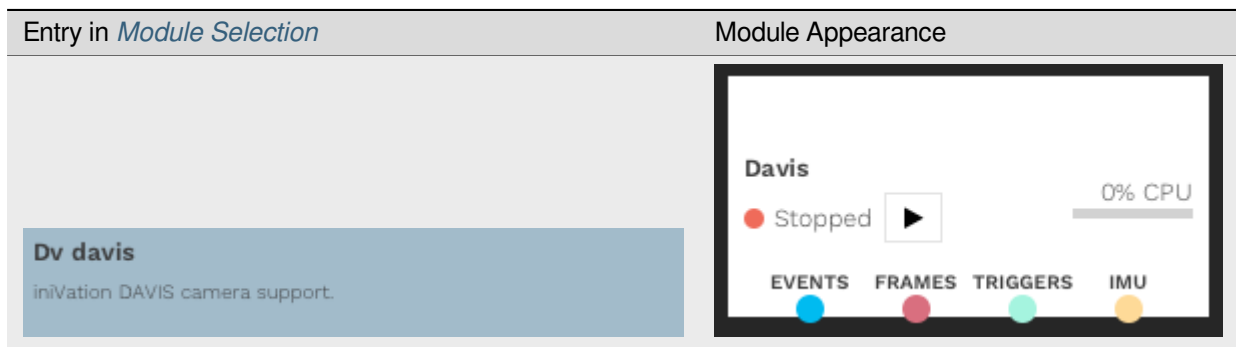 Entry in Module Selection
Module Appearance
Dv davis
iniVation DAVIS camera support.
Davis
0% CPU
Stopped
EVENTS FRAMES TRIGGERS IMU